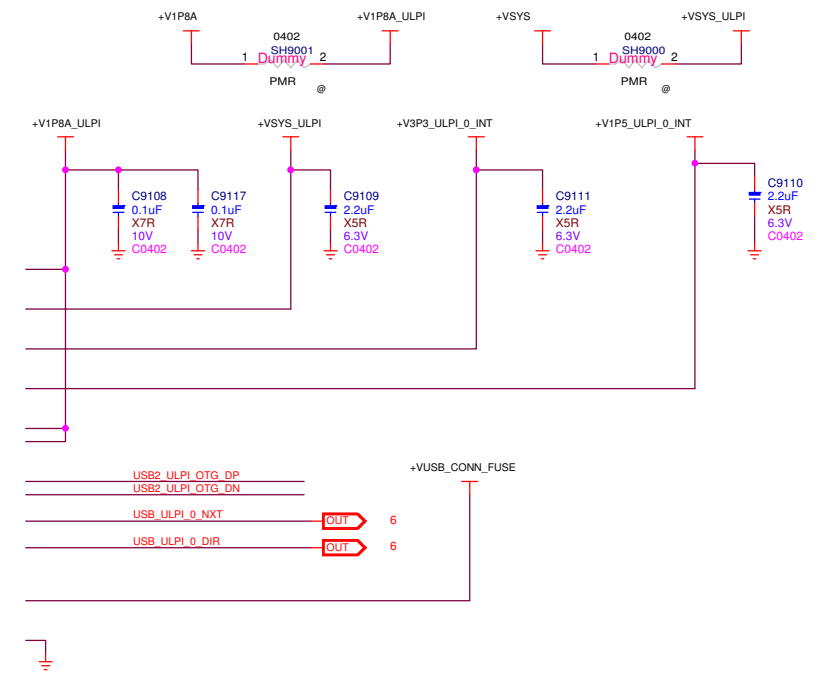 +V1P8A
+V1P8A_ULPI
+VSYS
+VSYS_ULPI
0402
SH9001
1 Dummy 2
PMR
@
0402
SH9000
1 Dummy 2
PMR
@
+V1P8A_ULPI
+VSYS_ULPI
+V3P3_ULPI_0_INT
+V1P5_ULPI_0_INT
C9108
0.1uF
X7R
10V
C0402
C9117
0.1uF
X7R
10V
C0402
C9109
2.2uF
X5R
6.3V
C0402
C9111
2.2uF
X5R
6.3V
C0402
C9110
2.2uF
X5R
6.3V
C0402
+VUSB_CONN_FUSE
USB2_ULPI_OTG_DP
USB2_ULPI_OTG_DN
USB_ULPI_0_NXT
OUT 6
USB_ULPI_0_DIR
OUT 6